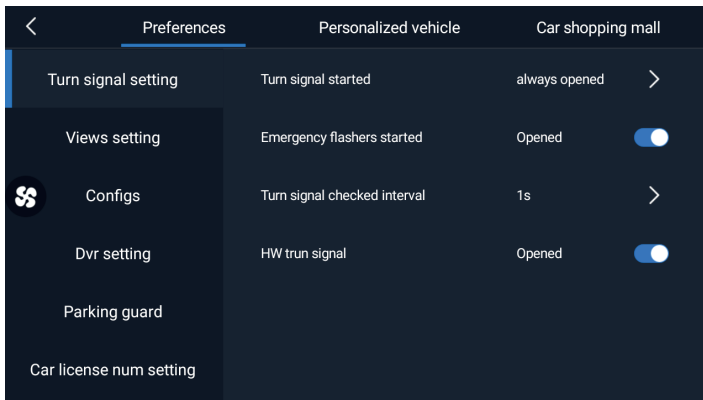 Preferences
Personalized vehicle
Car shopping mall
Turn signal setting
Turn signal started
always opened
Views setting
Emergency flashers started
Opened
Configs
Turn signal checked interval
1s
Dvr setting
HW trun signal
Opened
Parking guard
Car license num setting